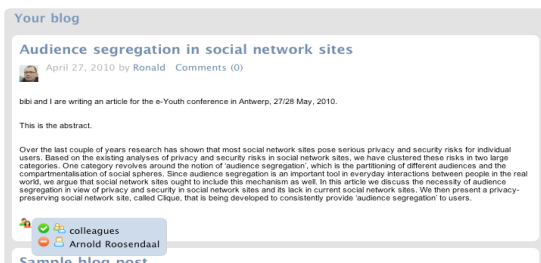 Your blog
Audience segregation in social network sites
April 27, 2010 by Ronald Comments (0)
bibi and I are writing an article for the e-Youth conference in Antwerp, 27/28 May, 2010.
This is the abstract.
Over the last couple of years research has shown that most social network sites pose serious privacy and security risks for individual
users. Based on the existing analyses of privacy and security risks in social network sites, we have clustered these risks in two large
categories. One category revolves around the notion of 'audience segregation', which is the partitioning of different audiences and the
compartmentalisation of social spheres. Since audience segregation is an important tool in everyday interactions between people in the real
world, we argue that social network sites ought to include this mechanism as well. In this article we discuss the necessity of audience
segregation in view of privacy and security in social network sites and its lack in current social network sites. We then present a privacy-
preserving social network site, called Clique, that is being developed to consistently provide 'audience segregation' to users.
colleagues
Arnold Roosendaal
Sample blog post